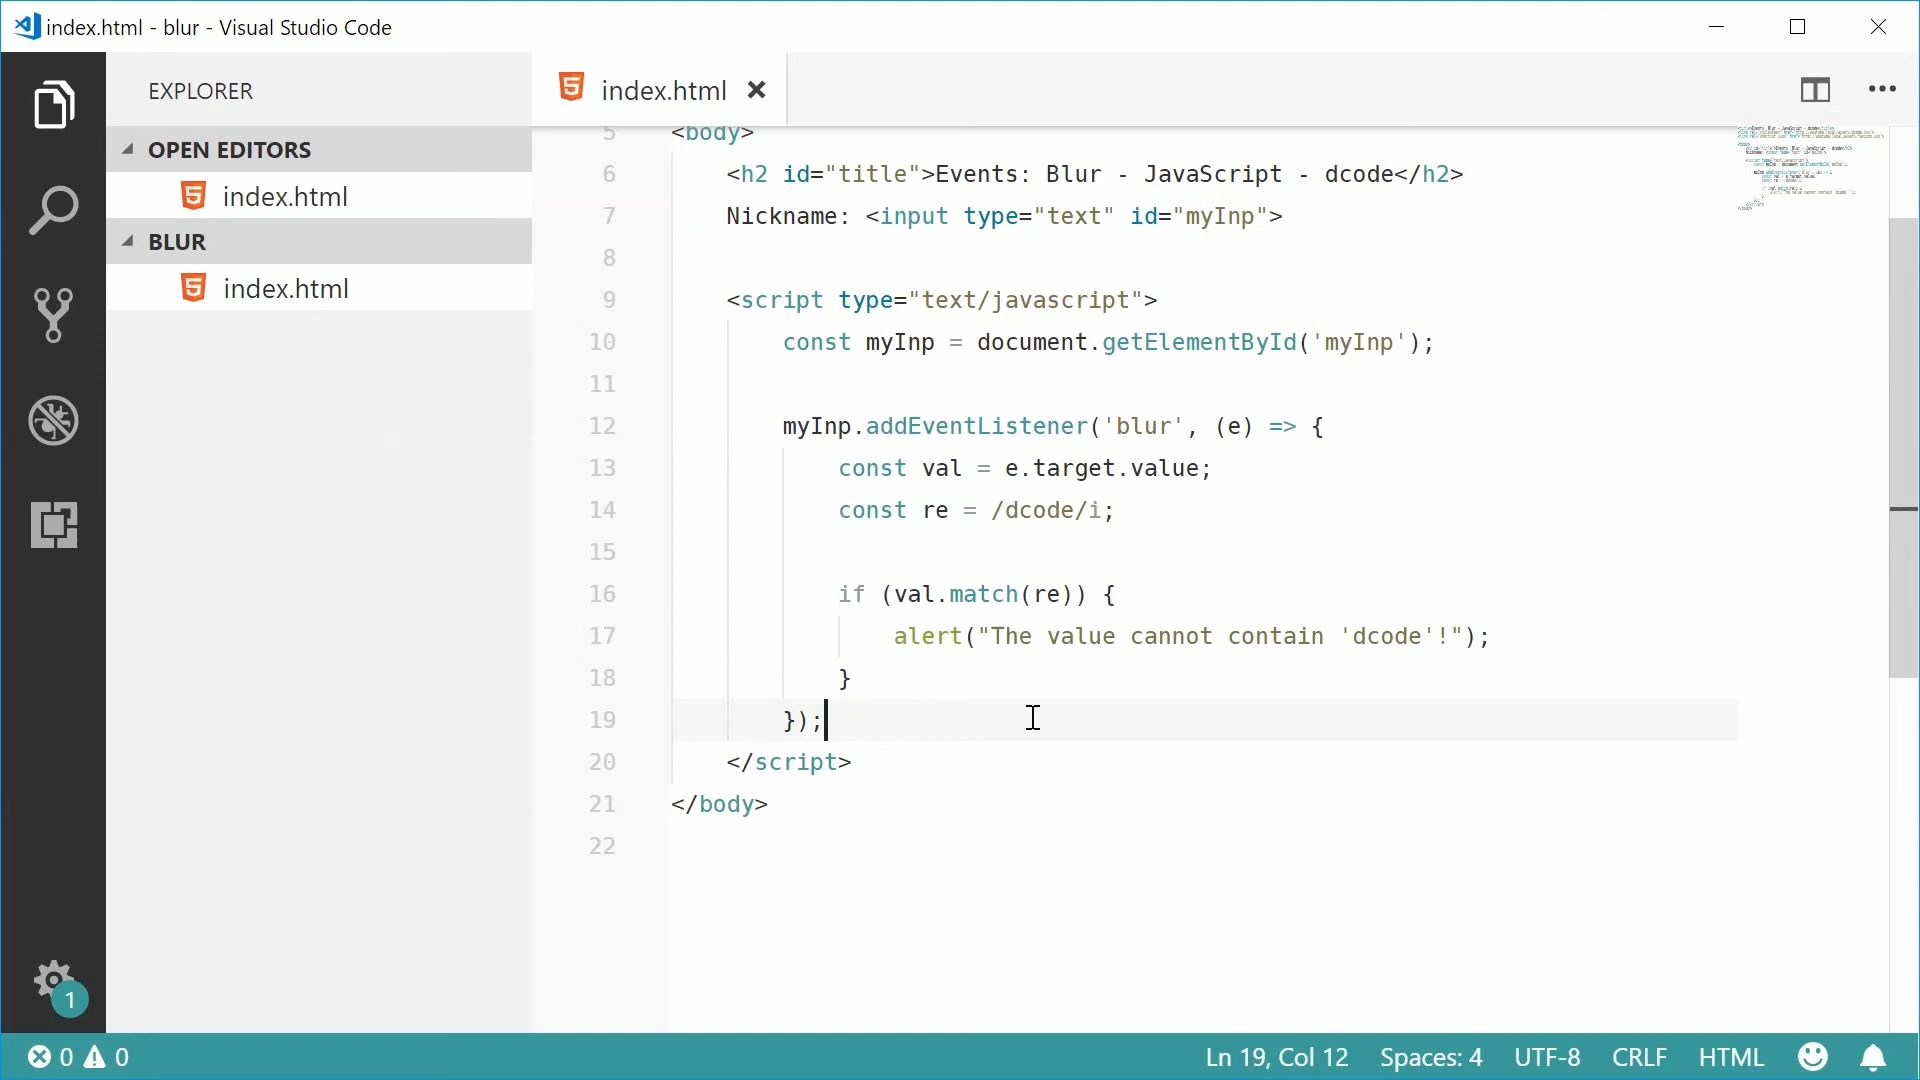 index.html - blur - Visual Studio Code
EXPLORER
index.html
OPEN EDITORS
index.html
BLUR
index.html
5 <body>
6 <h2 id="title">Events: Blur - JavaScript - dcode</h2>
7 Nickname: <input type="text" id="myInp">
8
9 <script type="text/javascript">
10 const myInp = document.getElementById('myInp');
11
12 myInp.addEventListener('blur', (e) => {
13 const val = e.target.value;
14 const re = /dcode/i;
15
16 if (val.match(re)) {
17 alert("The value cannot contain 'dcode'!");
18 }
19 });
20 </script>
21 </body>
22
1
0 0
Ln 19, Col 12 Spaces: 4 UTF-8 CRLF HTML